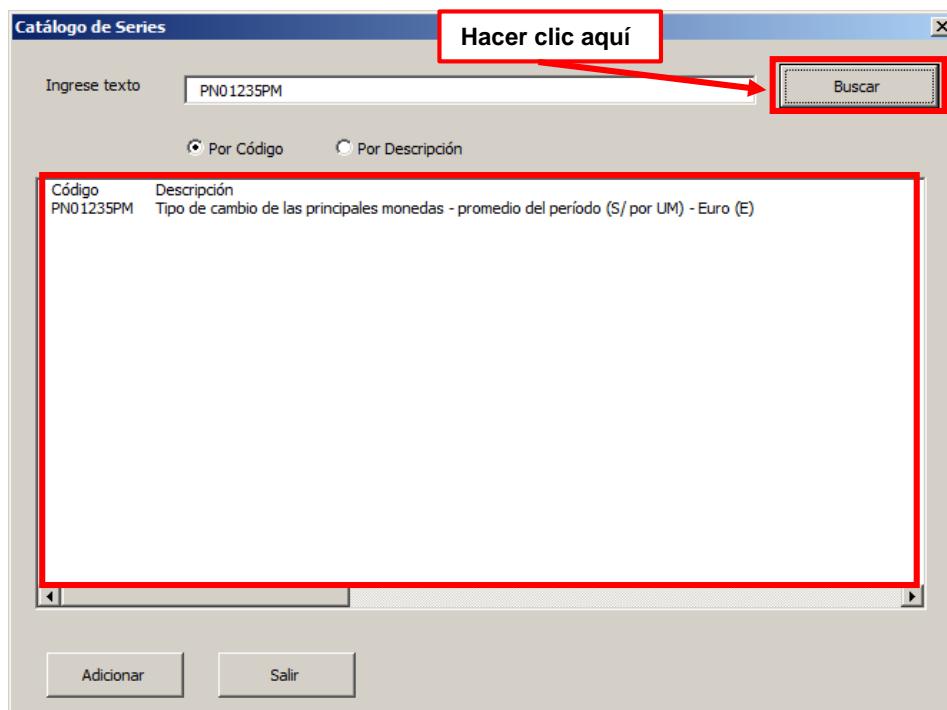 Catálogo de Series
Hacer clic aquí
Ingrese texto
PN01235PM
Buscar
Por Código
Por Descripción
Código Descripción
PN01235PM Tipo de cambio de las principales monedas - promedio del período (S/ por UM) - Euro (E)
Adicionar
Salir